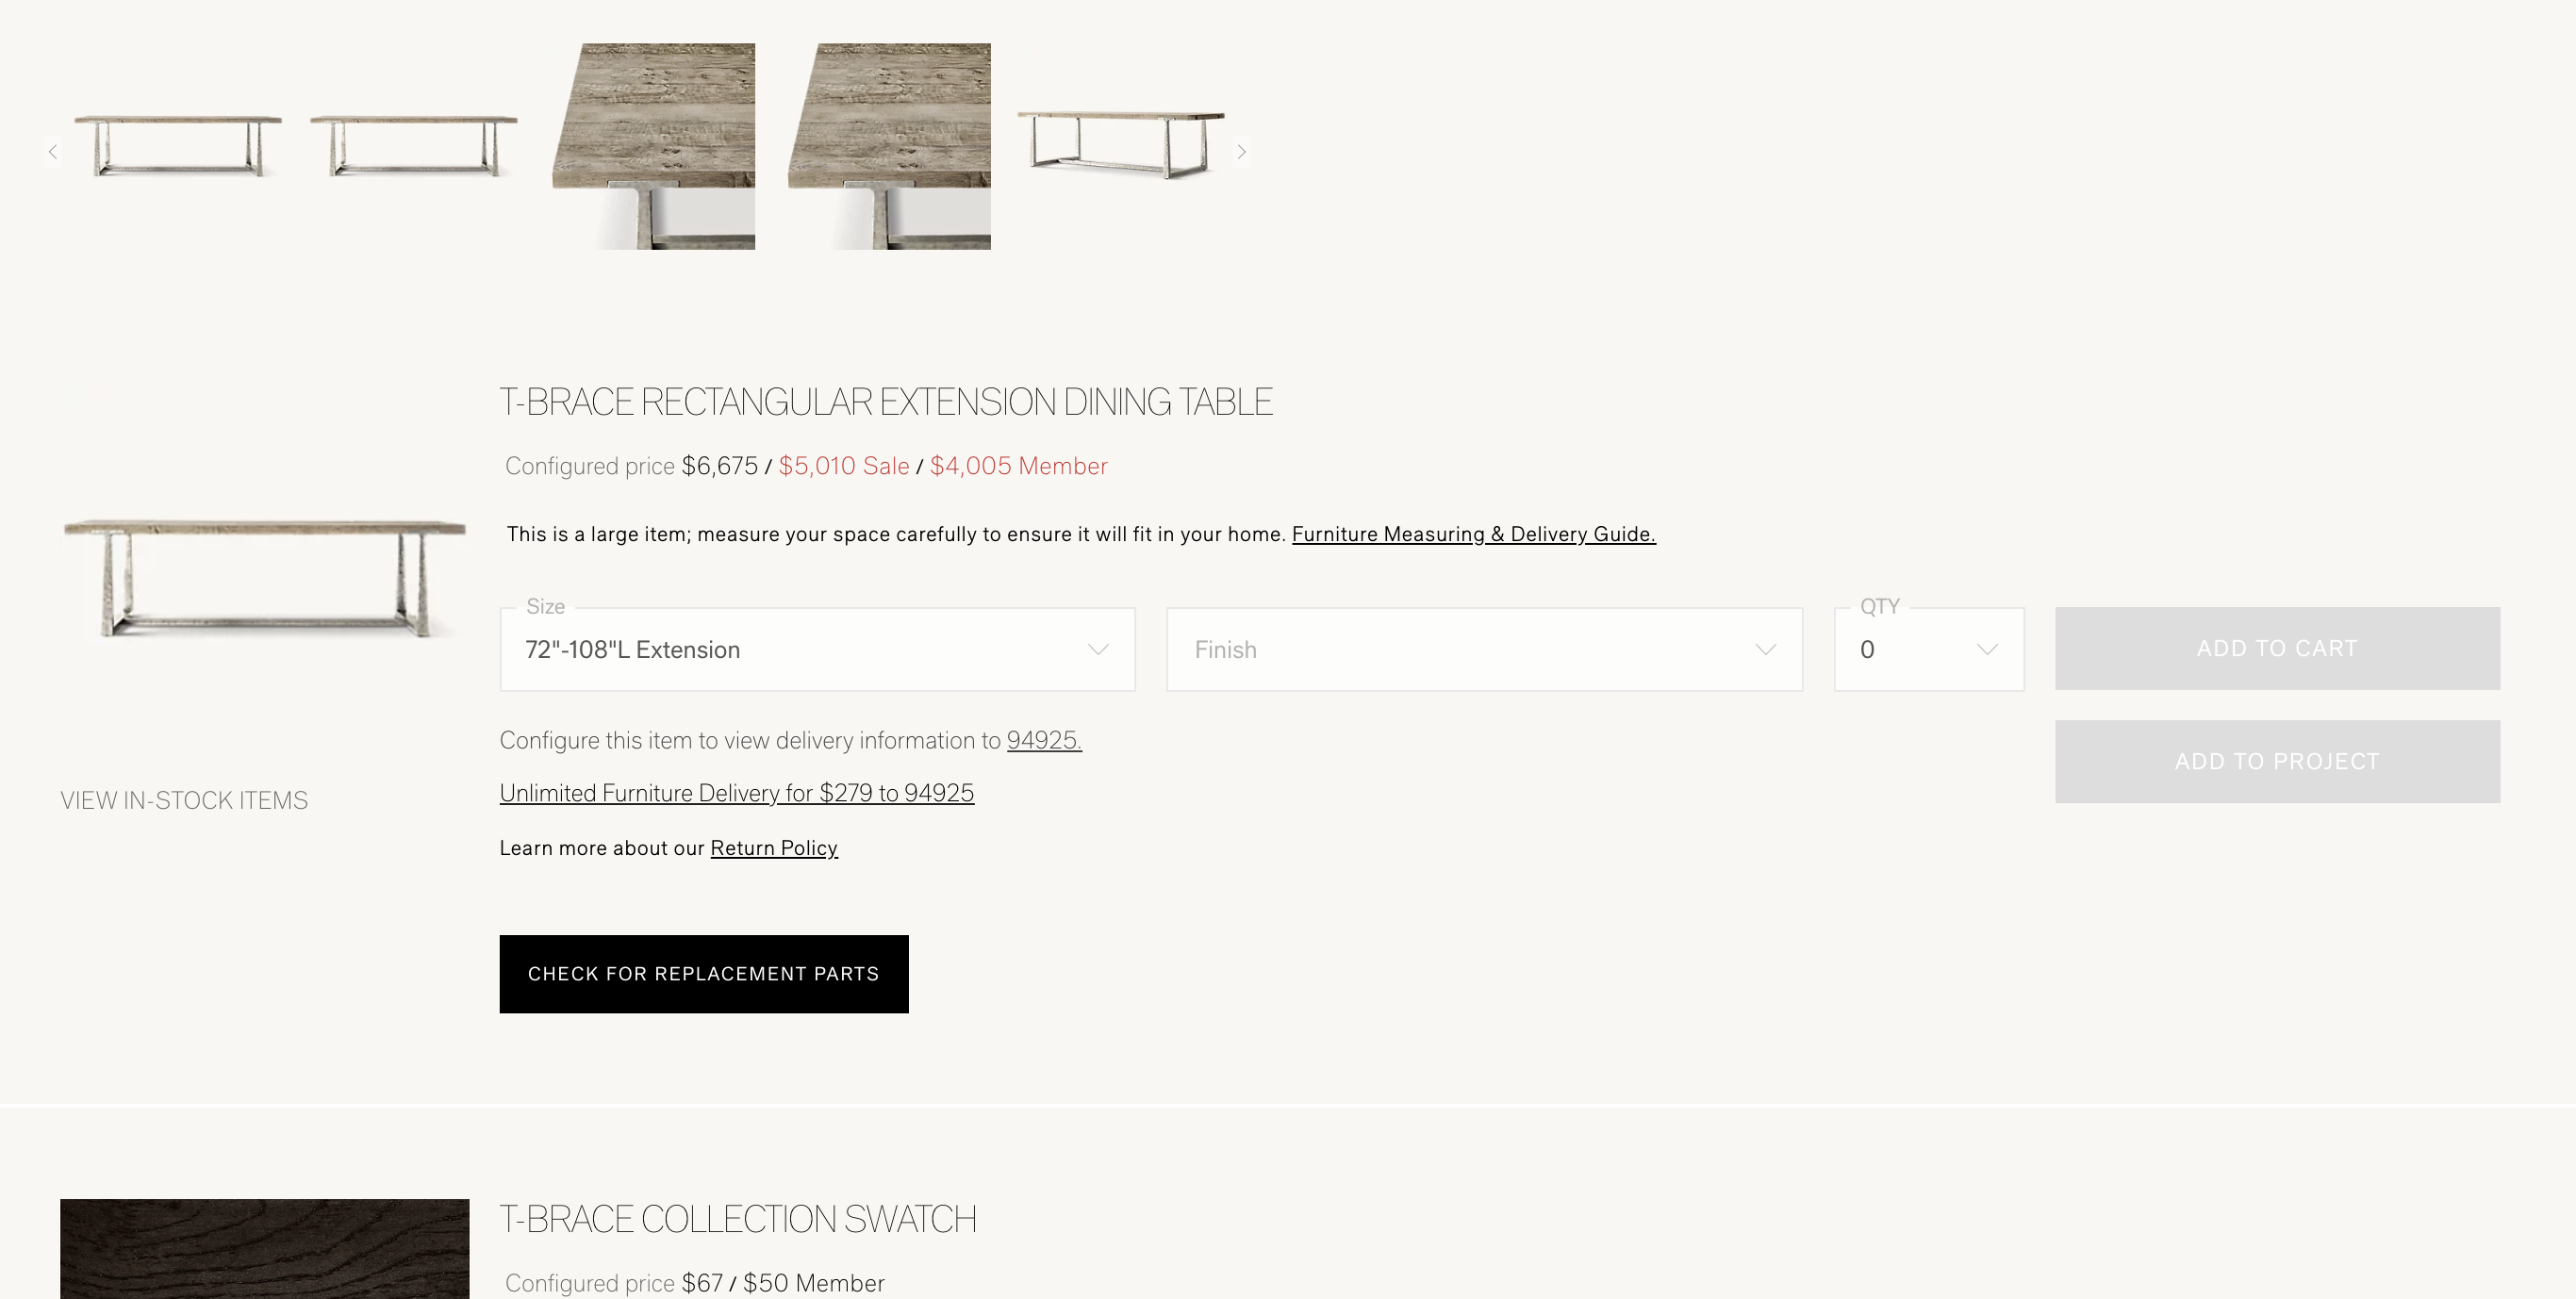 T-BRACE RECTANGULAR EXTENSION DINING TABLE
Configured price $6,675 / $5,010 Sale / $4,005 Member
This is a large item; measure your space carefully to ensure it will fit in your home. Furniture Measuring & Delivery Guide.
Size
72"-108"L Extension
Finish
QTY
0
ADD TO CART
Configure this item to view delivery information to 94925.
ADD TO PROJECT
Unlimited Furniture Delivery for $279 to 94925
VIEW IN-STOCK ITEMS
Learn more about our Return Policy
CHECK FOR REPLACEMENT PARTS
T-BRACE COLLECTION SWATCH
Configured price $67 / $50 Member